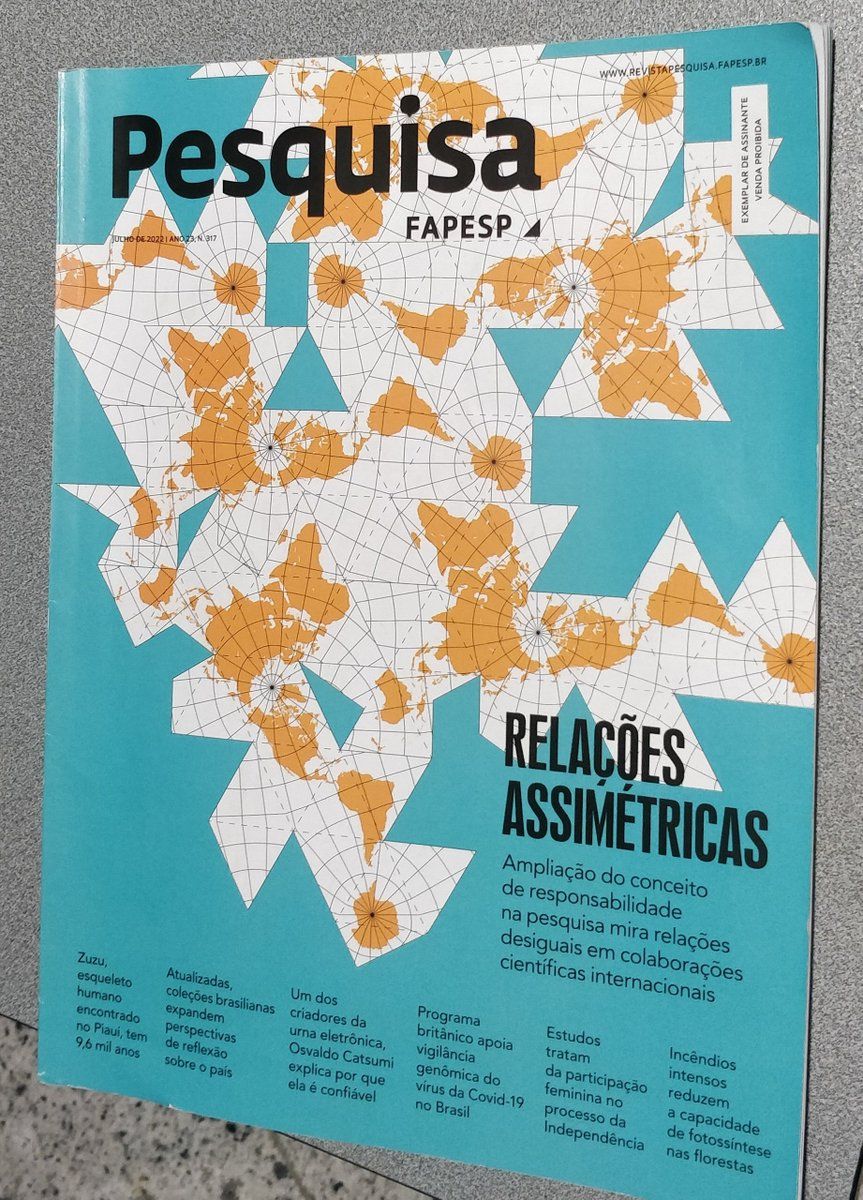 WWW.REVISTAPESQUISA.FAPESP.BR
EXEMPLAR DE ASSINANTE
VENDA PROIBIDA
Pesquisa
FAPESP
JULHO DE 2022 | ANO 23, N. 317
RELAÇÕES
ASSIMÉTRICAS
Ampliação do conceito
de responsabilidade
na pesquisa mira relações
desiguais em colaborações
científicas internacionais
Zuzu,
esqueleto
humano
encontrado
no Piauí, tem
9,6 mil anos
Atualizadas,
coleções brasilianas
expandem
perspectivas
de reflexão
sobre o país
Um dos
criadores da
urna eletrônica,
Osvaldo Catsumi
explica por que
ela é confiável
Programa
britânico apoia
vigilância
genômica do
vírus da Covid-19
no Brasil
Estudos
tratam
da participação
feminina no
processo da
Independência
Incêndios
intensos
reduzem
a capacidade
de fotossíntese
nas florestas